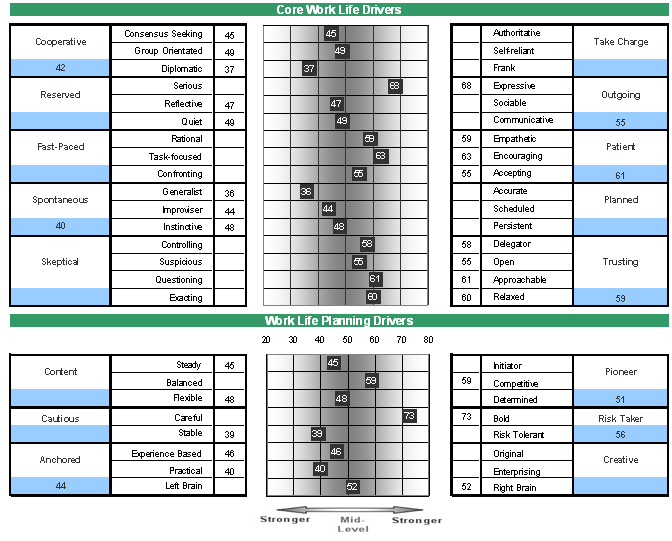 Core Work Life Drivers
Cooperative Consensus Seeking 45 45 Authoritative Take Charge
Group Orientated 49 49 Self-reliant
42 Diplomatic 37 37 Frank
Reserved Serious 68 68 Expressive Outgoing
Reflective 47 47 Sociable
Quiet 49 49 Communicative 55
Fast-Paced Rational 59 59 Empathetic Patient
Task-focused 63 63 Encouraging
Confronting 55 55 Accepting 61
Spontaneous Generalist 36 36 Accurate Planned
Improviser 44 44 Scheduled
40 Instinctive 48 48 Persistent
Skeptical Controlling 58 58 Delegator Trusting
Suspicious 55 55 Open
Questioning 61 61 Approachable
Exacting 60 60 Relaxed 59
Work Life Planning Drivers
20 30 40 50 60 70 80
Content Steady 45 45 Initiator Pioneer
Balanced 59 59 Competitive
Flexible 48 48 Determined 51
Cautious Careful 73 73 Bold Risk Taker
Stable 39 39 Risk Tolerant 56
Anchored Experience Based 46 46 Original Creative
Practical 40 40 Enterprising
44 Left Brain 52 52 Right Brain
Stronger Mid- Stronger
Level